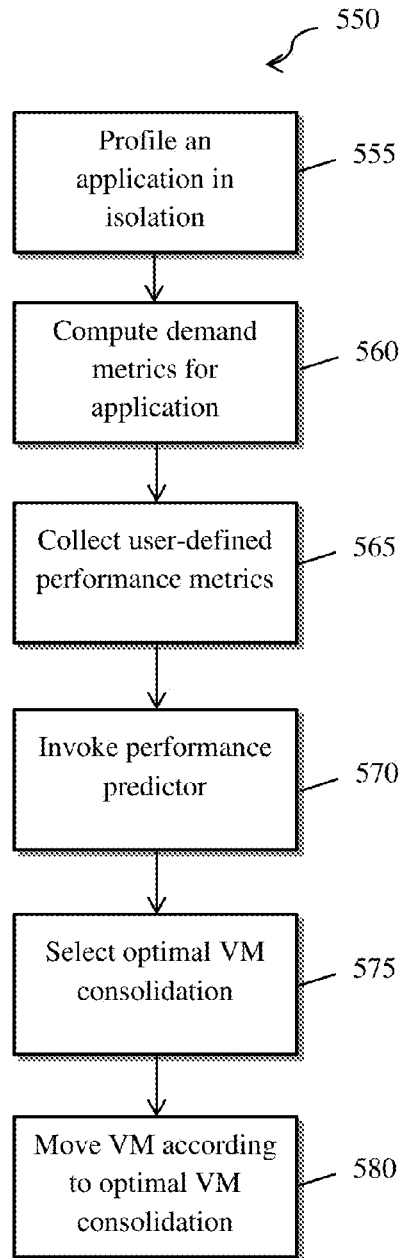 550
Profile an
application in
isolation
555
Compute demand
metrics for
application
560
Collect user-defined
performance metrics
565
Invoke performance
predictor
570
Select optimal VM
consolidation
575
Move VM according
to optimal VM
consolidation
580